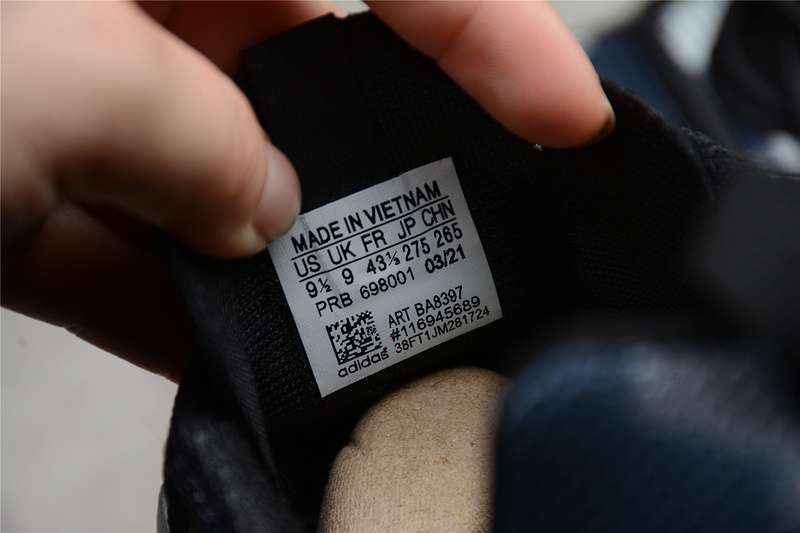 MADE IN VIETNAM
US UK FR JP CHN
9½ 9 43⅓ 275 265
PRB 698001 03/21
ART BA8397
#116945689
adidas 38FT1JM281724